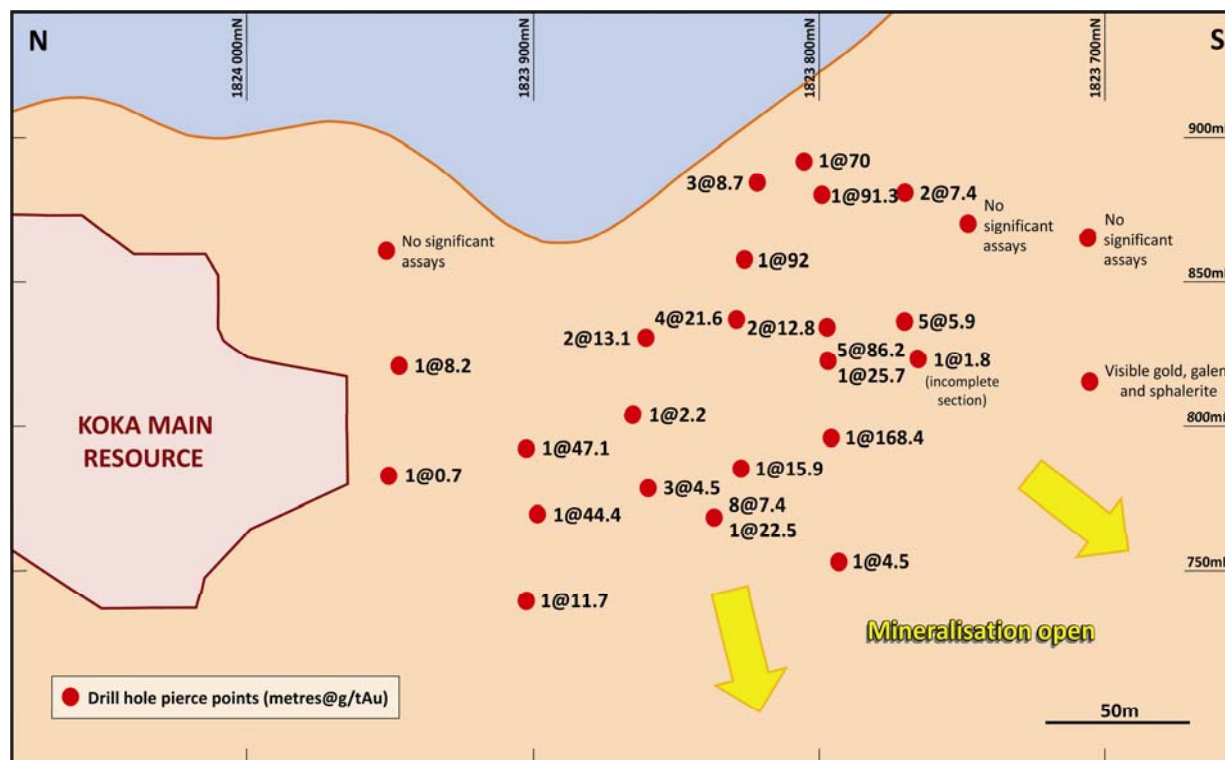 N
1824 000mN
1823 900mN
1823 800mN
1823 700mN
S
900m
850m
800m
750m
1@70
3@8.7
1@91.3
2@7.4
No
significant
assays
No
significant
assays
No significant
assays
1@92
4@21.6
2@12.8
5@5.9
2@13.1
5@86.2
1@25.7
1@1.8
(incomplete
section)
1@8.2
Visible gold, galen
and sphalerite
1@2.2
KOKA MAIN
RESOURCE
1@168.4
1@47.1
1@15.9
1@0.7
3@4.5
8@7.4
1@22.5
1@44.4
1@4.5
1@11.7
Mineralisation open
Drill hole pierce points (metres@g/tAu)
50m